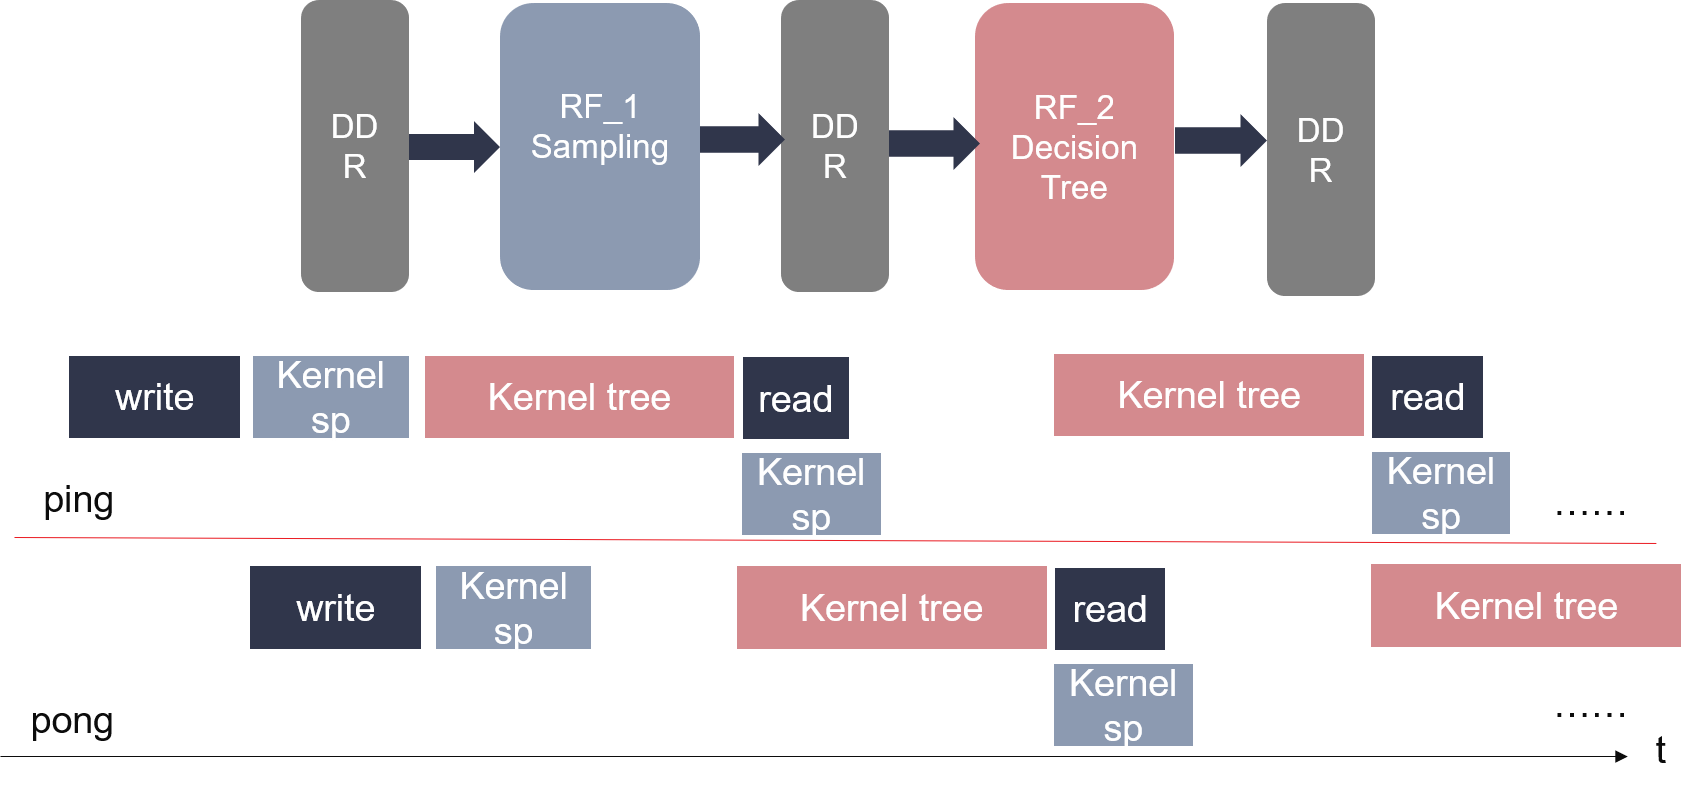 DD
R
RF_1
Sampling
DD
R
RF_2
Decision
Tree
DD
R
write
Kernel
sp
Kernel tree
read
Kernel tree
read
Kernel
sp
Kernel
sp
ping
......
write
Kernel
sp
Kernel tree
read
Kernel tree
Kernel
sp
pong
......
t